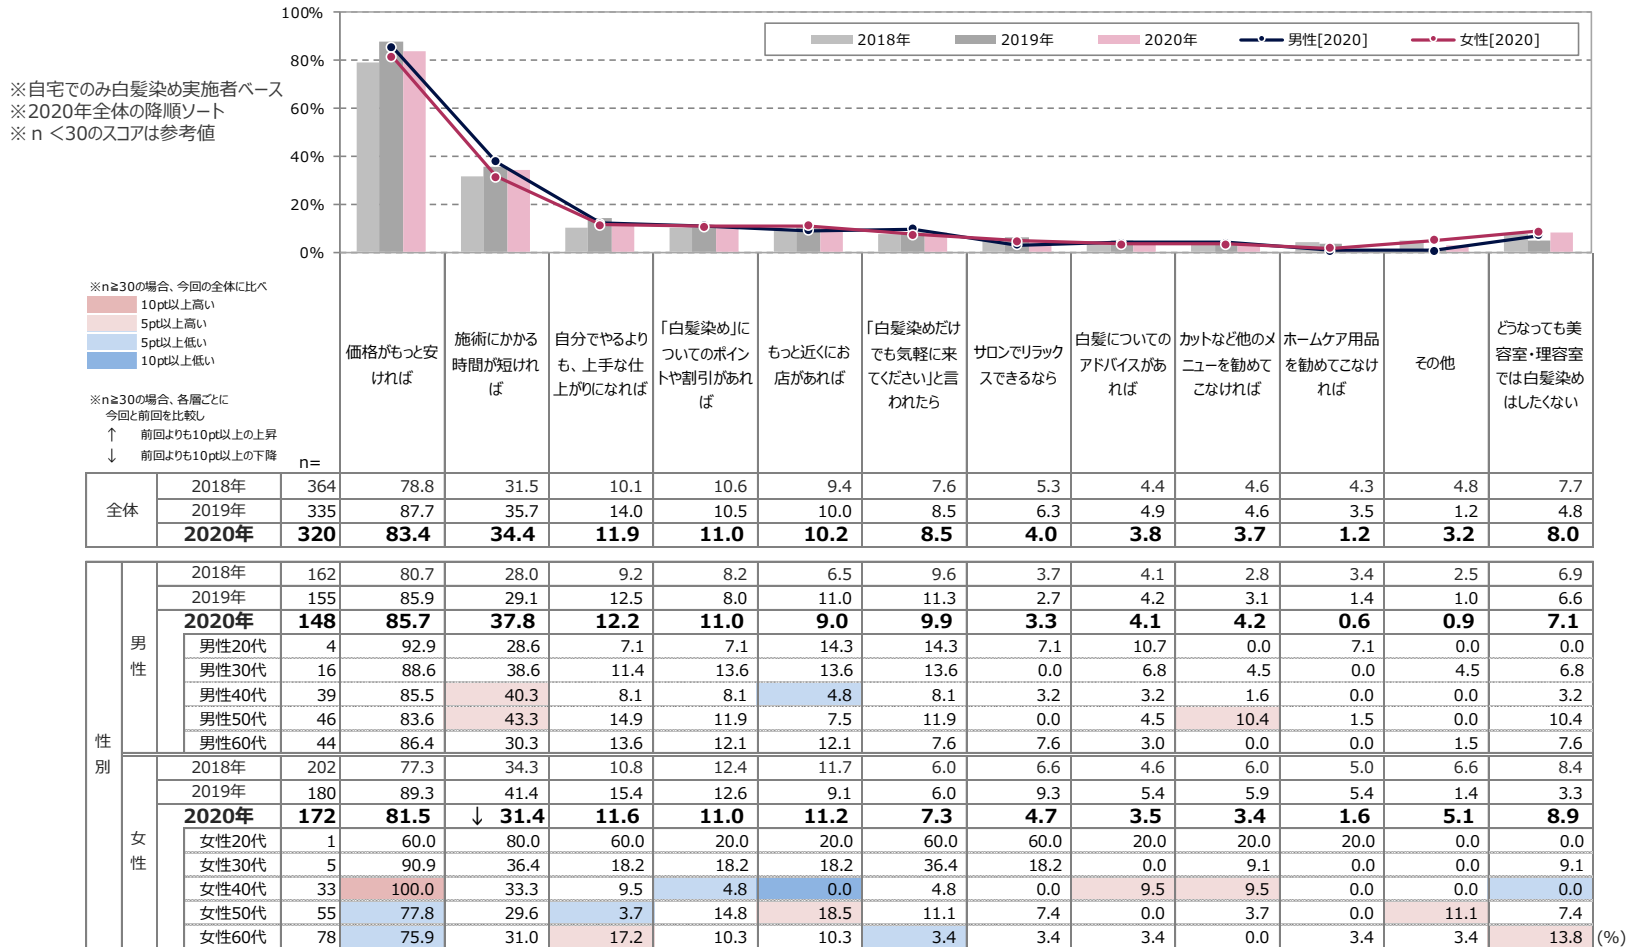 100%
80%
60%
40%
20%
0%
2018年 2019年 2020年 男性[2020] 女性[2020]
※自宅でのみ白髪染め実施者ベース
※2020年全体の降順ソート
※ n <30のスコアは参考値
※n≧30の場合、今回の全体に比べ
10pt以上高い
5pt以上高い
5pt以上低い
10pt以上低い
※n≧30の場合、各層ごとに
今回と前回を比較し
↑ 前回よりも10pt以上の上昇
↓ 前回よりも10pt以上の下降
n=
価格がもっと安
ければ
施術にかかる
時間が短けれ
ば
自分でやるより
も、上手な仕
上がりになれば
「白髪染め」に
ついてのポイン
トや割引があれ
ば
もっと近くにお
店があれば
「白髪染めだけ
でも気軽に来
てください」と言
われたら
サロンでリラック
スできるなら
白髪についての
アドバイスがあ
れば
カットなど他のメ
ニューを勧めて
こなければ
ホームケア用品
を勧めてこなけ
れば
その他
どうなっても美
容室・理容室
では白髪染め
はしたくない
全体
2018年 364 78.8 31.5 10.1 10.6 9.4 7.6 5.3 4.4 4.6 4.3 4.8 7.7
2019年 335 87.7 35.7 14.0 10.5 10.0 8.5 6.3 4.9 4.6 3.5 1.2 4.8
2020年 320 83.4 34.4 11.9 11.0 10.2 8.5 4.0 3.8 3.7 1.2 3.2 8.0
性別
男性
2018年 162 80.7 28.0 9.2 8.2 6.5 9.6 3.7 4.1 2.8 3.4 2.5 6.9
2019年 155 85.9 29.1 12.5 8.0 11.0 11.3 2.7 4.2 3.1 1.4 1.0 6.6
2020年 148 85.7 37.8 12.2 11.0 9.0 9.9 3.3 4.1 4.2 0.6 0.9 7.1
男性20代 4 92.9 28.6 7.1 7.1 14.3 14.3 7.1 10.7 0.0 7.1 0.0 0.0
男性30代 16 88.6 38.6 11.4 13.6 13.6 13.6 0.0 6.8 4.5 0.0 4.5 6.8
男性40代 39 85.5 40.3 8.1 8.1 4.8 8.1 3.2 3.2 1.6 0.0 0.0 3.2
男性50代 46 83.6 43.3 14.9 11.9 7.5 11.9 0.0 4.5 10.4 1.5 0.0 10.4
男性60代 44 86.4 30.3 13.6 12.1 12.1 7.6 7.6 3.0 0.0 0.0 1.5 7.6
女性
2018年 202 77.3 34.3 10.8 12.4 11.7 6.0 6.6 4.6 6.0 5.0 6.6 8.4
2019年 180 89.3 41.4 15.4 12.6 9.1 6.0 9.3 5.4 5.9 5.4 1.4 3.3
2020年 172 81.5 ↓ 31.4 11.6 11.0 11.2 7.3 4.7 3.5 3.4 1.6 5.1 8.9
女性20代 1 60.0 80.0 60.0 20.0 20.0 60.0 60.0 20.0 20.0 20.0 0.0 0.0
女性30代 5 90.9 36.4 18.2 18.2 18.2 36.4 18.2 0.0 9.1 0.0 0.0 9.1
女性40代 33 100.0 33.3 9.5 4.8 0.0 4.8 0.0 9.5 9.5 0.0 0.0 0.0
女性50代 55 77.8 29.6 3.7 14.8 18.5 11.1 7.4 0.0 3.7 0.0 11.1 7.4
女性60代 78 75.9 31.0 17.2 10.3 10.3 3.4 3.4 3.4 0.0 3.4 3.4 13.8 (%)